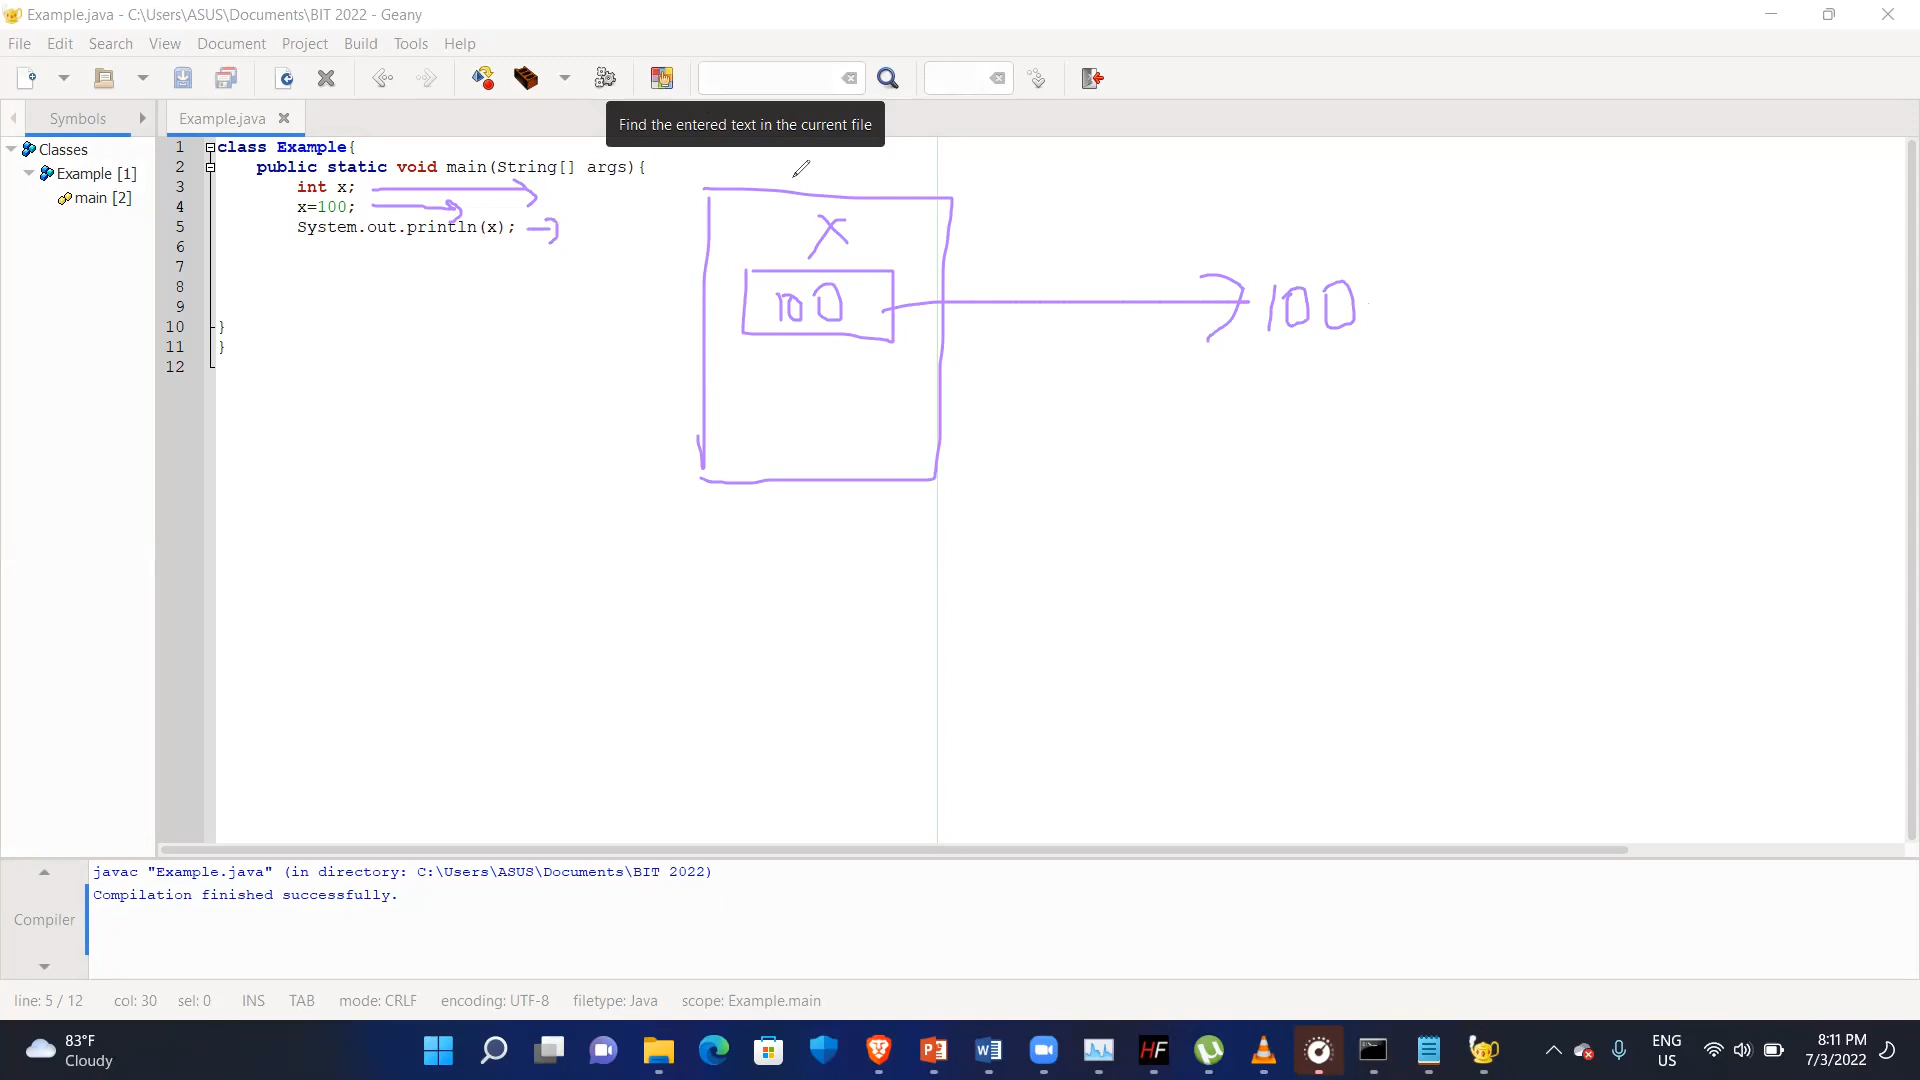 Example.java - C:\Users\ASUS\Documents\BIT 2022 - Geany
File Edit Search View Document Project Build Tools Help
Symbols
Example.java
Find the entered text in the current file
Classes
Example [1]
main [2]
1 class Example{
2 public static void main(String[] args){
3 int x;
4 x=100;
5 System.out.println(x);
6
7
8
9
10 }
11 }
12
x
100
100
javac "Example.java" (in directory: C:\Users\ASUS\Documents\BIT 2022)
Compilation finished successfully.
Compiler
line: 5 / 12 col: 30 sel: 0 INS TAB mode: CRLF encoding: UTF-8 filetype: Java scope: Example.main
83°F
Cloudy
HF
ENG
US
8:11 PM
7/3/2022